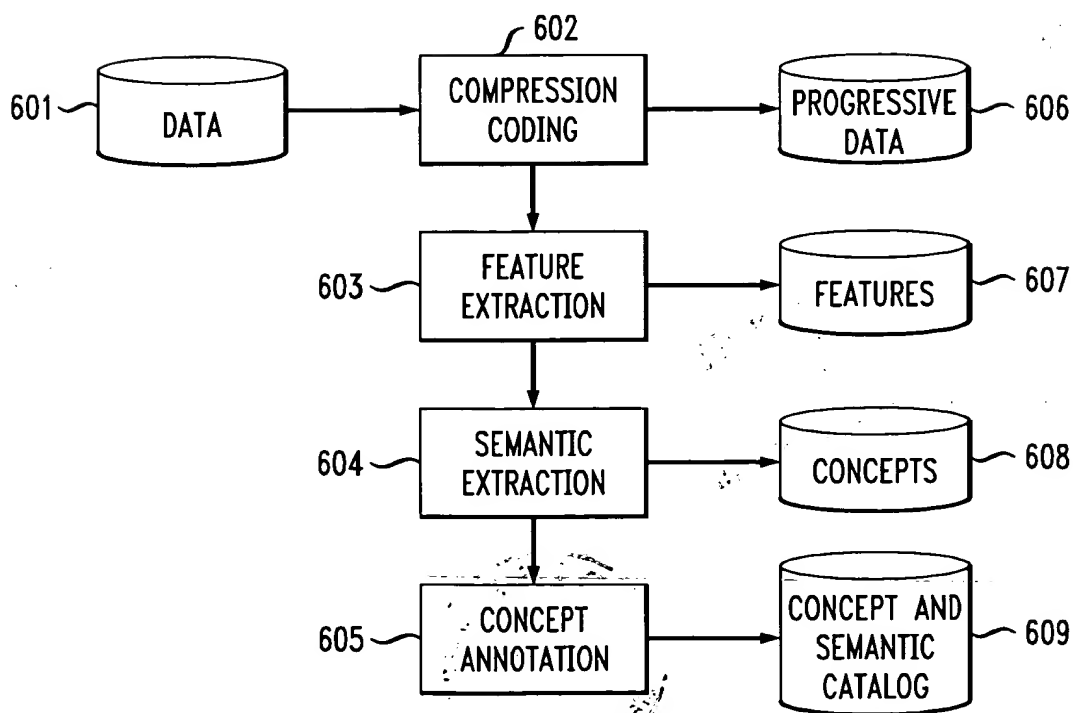 602
601
DATA
COMPRESSION
CODING
PROGRESSIVE
DATA
606
603
FEATURE
EXTRACTION
FEATURES
607
604
SEMANTIC
EXTRACTION
CONCEPTS
608
605
CONCEPT
ANNOTATION
CONCEPT AND
SEMANTIC
CATALOG
609